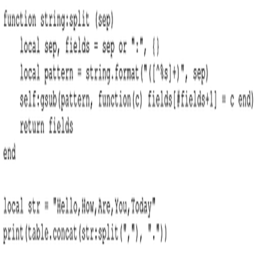 function string:split (sep)
local sep, fields = sep or ":", {}
local pattern = string.format("([^%s]+)", sep)
self:gsub(pattern, function(c) fields[#fields+1] = c end)
return fields
end
local str = "Hello,How,Are,You,Today"
print(table.concat(str:split(","), "."))